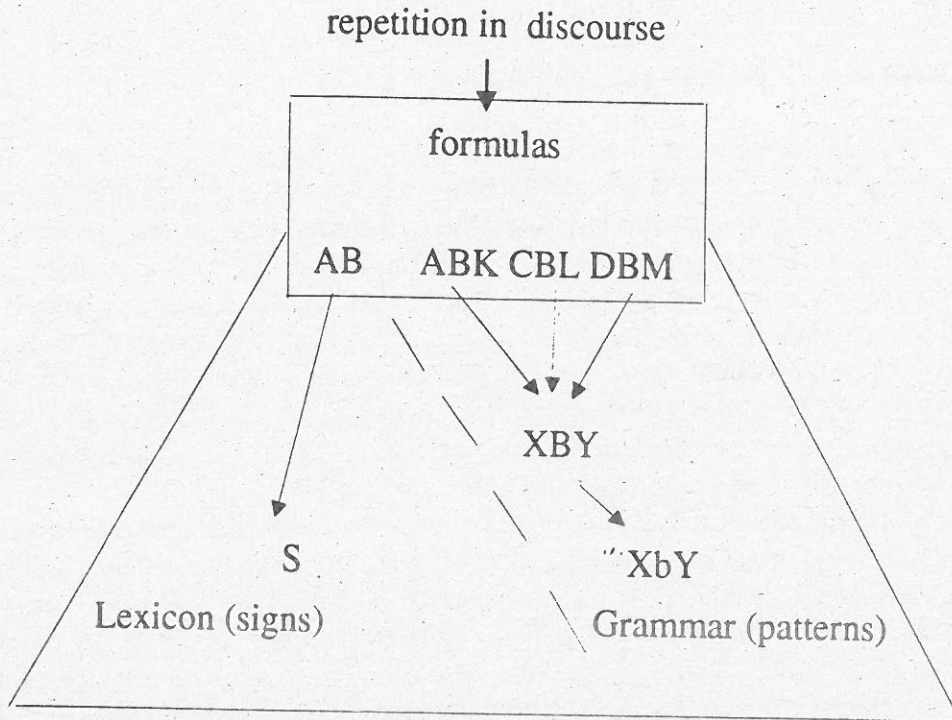 repetition in discourse
formulas
AB ABK CBL DBM
XBY
S XbY
Lexicon (signs) Grammar (patterns)